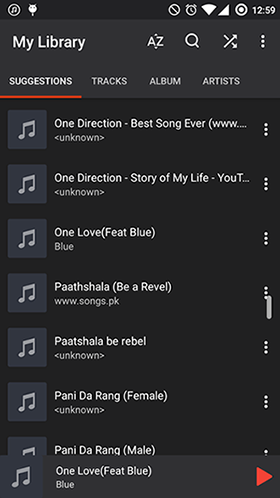 12:59
My Library
AZ
SUGGESTIONS TRACKS ALBUM ARTISTS
One Direction - Best Song Ever (www....
<unknown>
One Direction - Story of My Life - YouT...
<unknown>
One Love(Feat Blue)
Blue
Paathshala (Be a Revel)
www.songs.pk
Paatshala be rebel
<unknown>
Pani Da Rang (Female)
<unknown>
Pani Da Rang (Male)
One Love(Feat Blue)
Blue